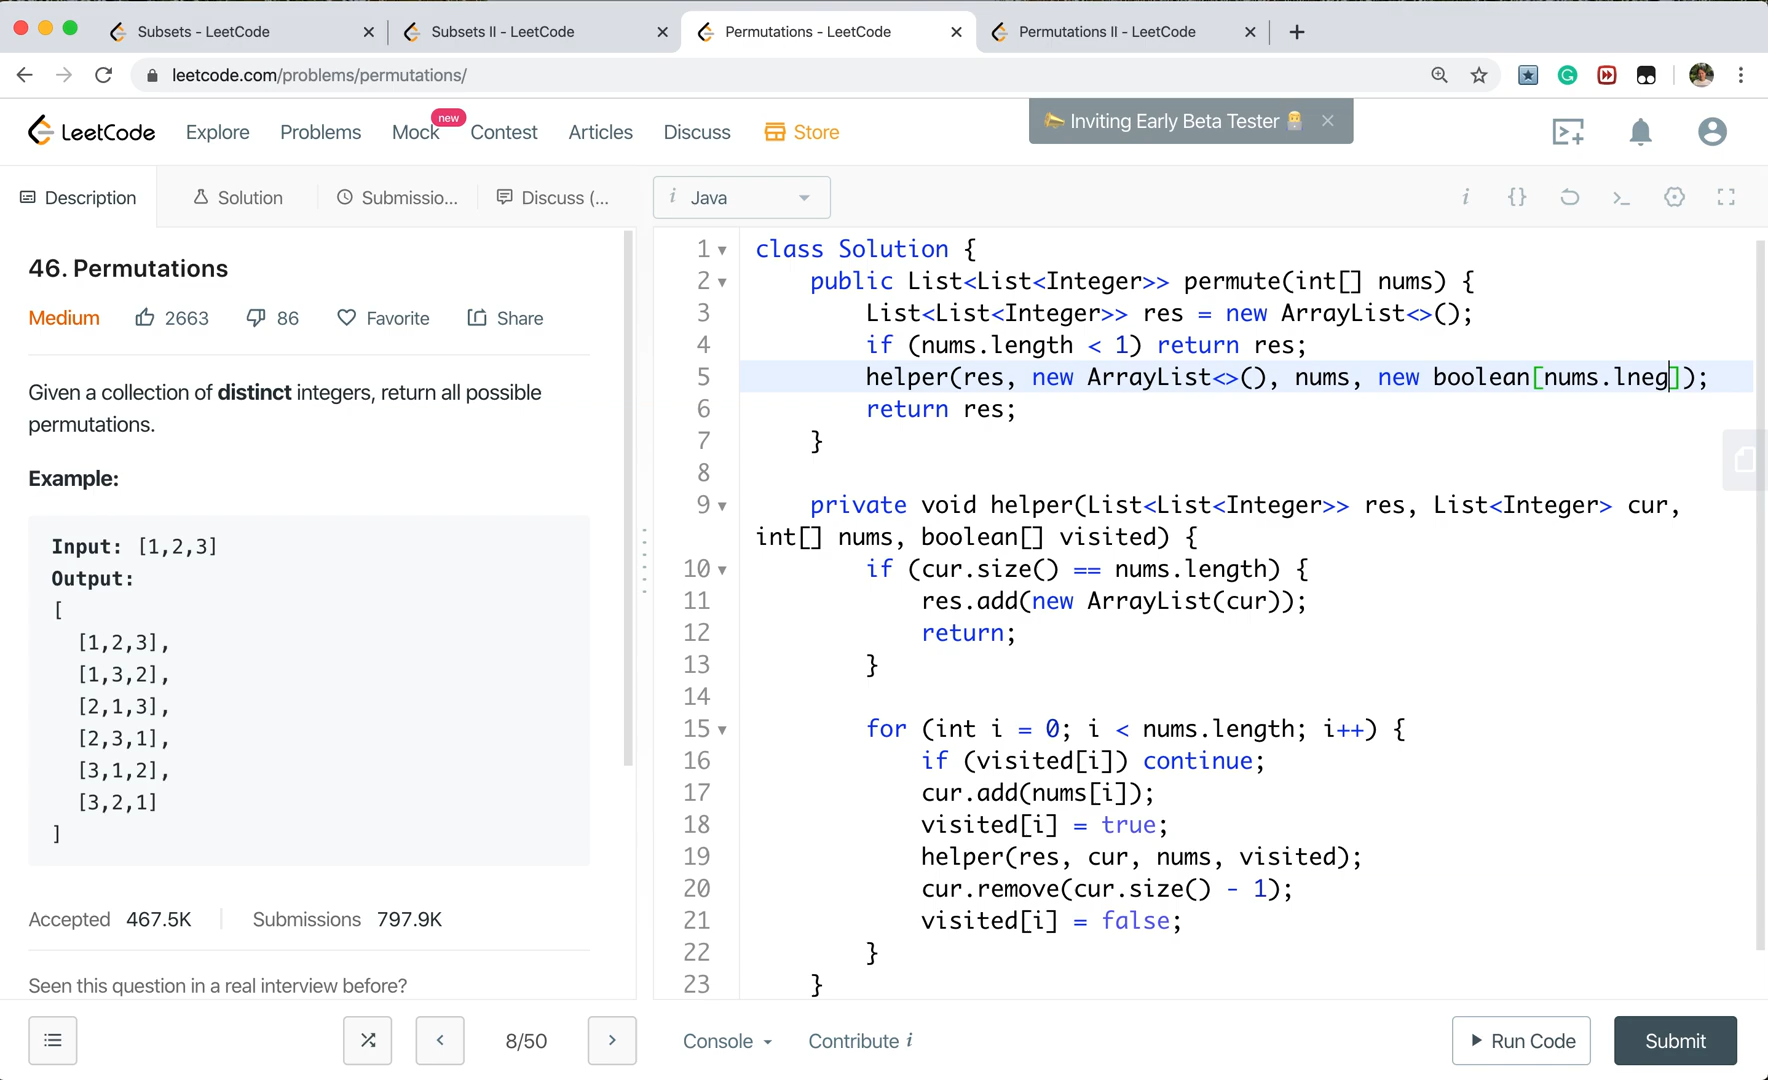 Subsets - LeetCode
Subsets II - LeetCode
Permutations - LeetCode
Permutations II - LeetCode
leetcode.com/problems/permutations/
LeetCode
Explore
Problems
Mock
new
Contest
Articles
Discuss
Store
Inviting Early Beta Tester
Description
Solution
Submissio...
Discuss (...
i Java
46. Permutations
Medium
2663
86
Favorite
Share
Given a collection of distinct integers, return all possible
permutations.
Example:
Input: [1,2,3]
Output:
[
[1,2,3],
[1,3,2],
[2,1,3],
[2,3,1],
[3,1,2],
[3,2,1]
]
Accepted 467.5K
Submissions 797.9K
Seen this question in a real interview before?
1 class Solution {
2 public List<List<Integer>> permute(int[] nums) {
3 List<List<Integer>> res = new ArrayList<>();
4 if (nums.length < 1) return res;
5 helper(res, new ArrayList<>(), nums, new boolean[nums.lneg]);
6 return res;
7 }
8
9 private void helper(List<List<Integer>> res, List<Integer> cur,
int[] nums, boolean[] visited) {
10 if (cur.size() == nums.length) {
11 res.add(new ArrayList(cur));
12 return;
13 }
14
15 for (int i = 0; i < nums.length; i++) {
16 if (visited[i]) continue;
17 cur.add(nums[i]);
18 visited[i] = true;
19 helper(res, cur, nums, visited);
20 cur.remove(cur.size() - 1);
21 visited[i] = false;
22 }
23 }
8/50
Console
Contribute i
Run Code
Submit